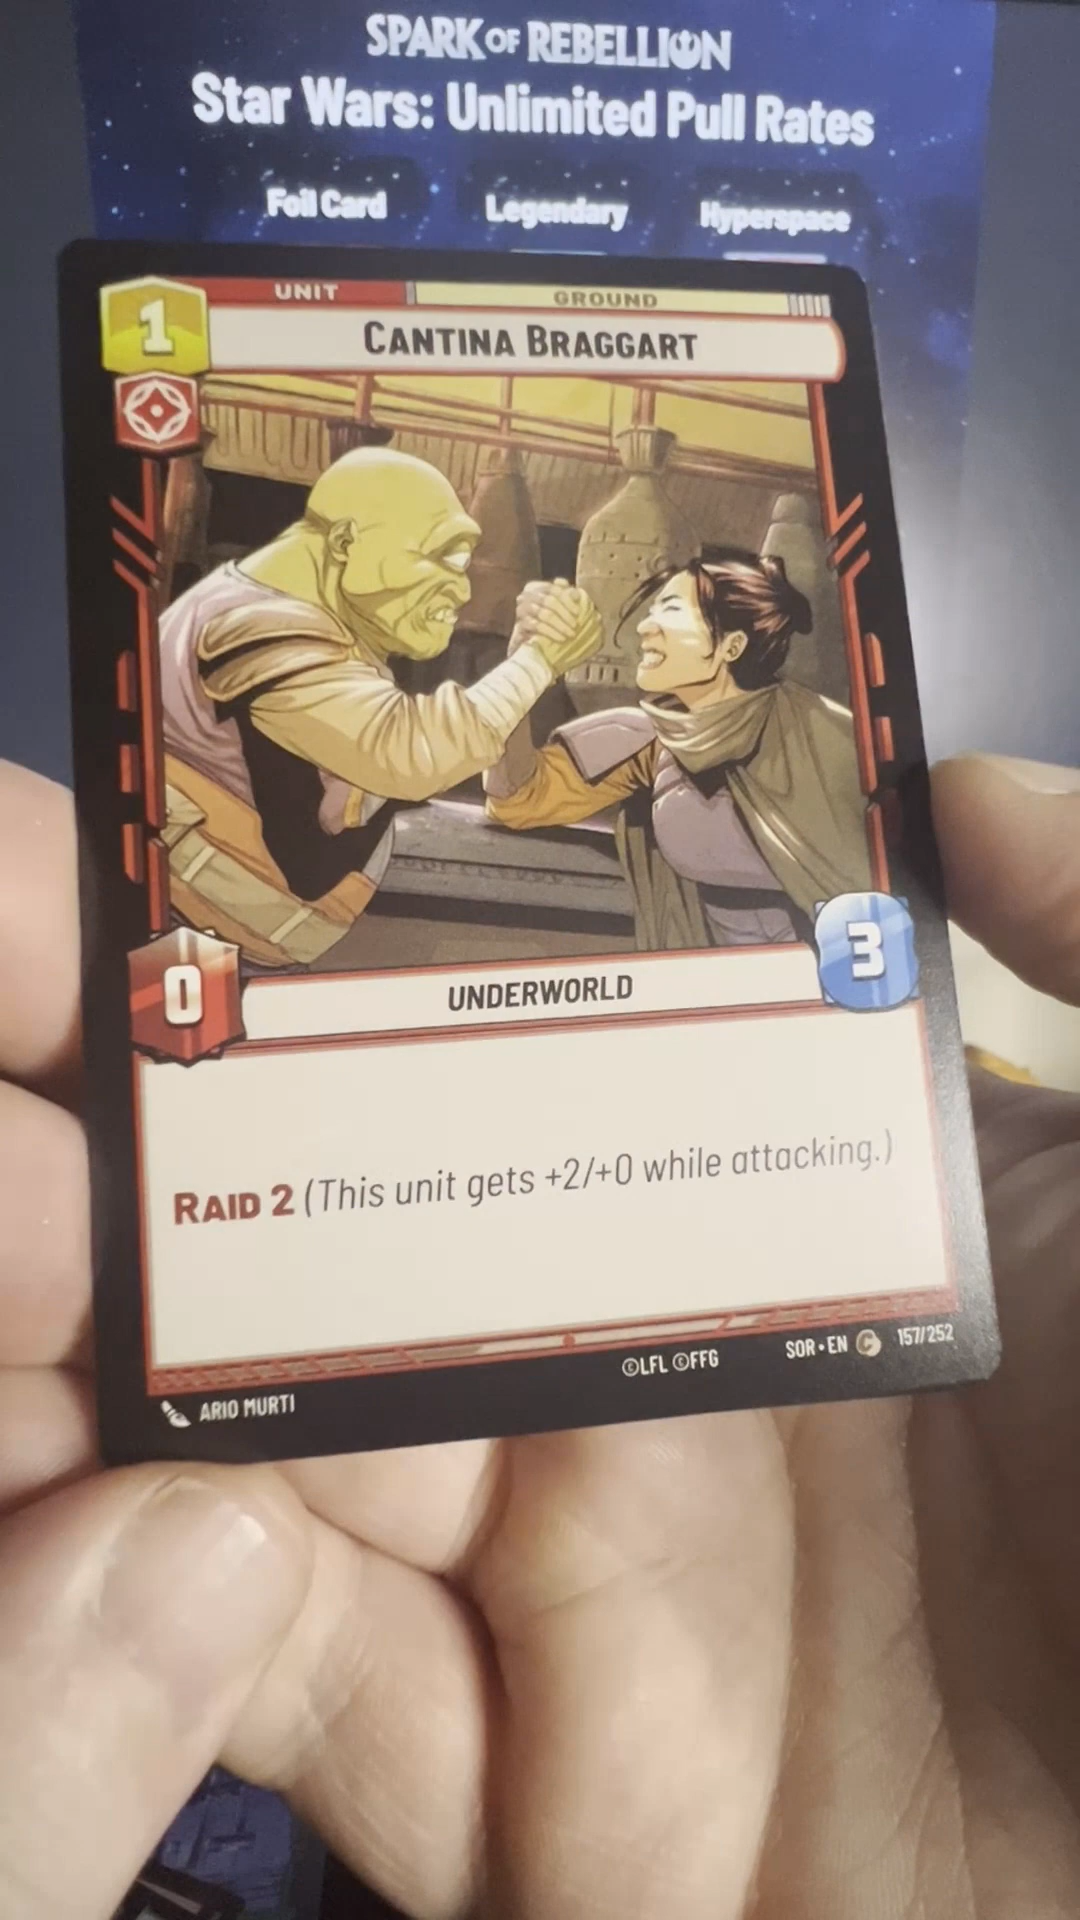 SPARK OF REBELLION
Star Wars: Unlimited Pull Rates
Foil Card Legendary Hyperspace
UNIT GROUND
1
CANTINA BRAGGART
0
UNDERWORLD
3
RAID 2 (This unit gets +2/+0 while attacking.)
ARIO MURTI
©LFL ©FFG
SOR • EN C 157/252